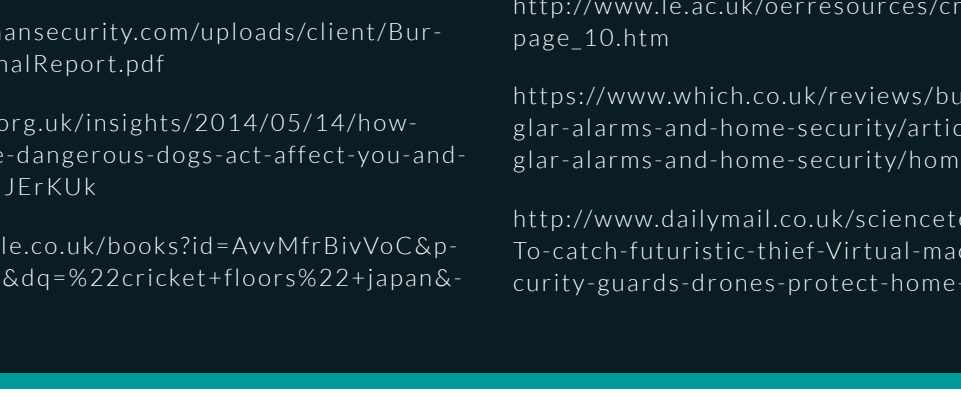 ansecurity.com/uploads/client/Bur-
nalReport.pdf
org.uk/insights/2014/05/14/how-
e-dangerous-dogs-act-affect-you-and-
JErKUk
le.co.uk/books?id=AvvMfrBivVoC&p-
&dq=%22cricket+floors%22+japan&-
http://www.le.ac.uk/oerresources/cr
page_10.htm
https://www.which.co.uk/reviews/bu
glar-alarms-and-home-security/artic
glar-alarms-and-home-security/hom
http://www.dailymail.co.uk/sciencete
To-catch-futuristic-thief-Virtual-mac
curity-guards-drones-protect-home-